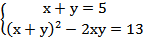 x + y = 5
(x + y)² − 2xy = 13